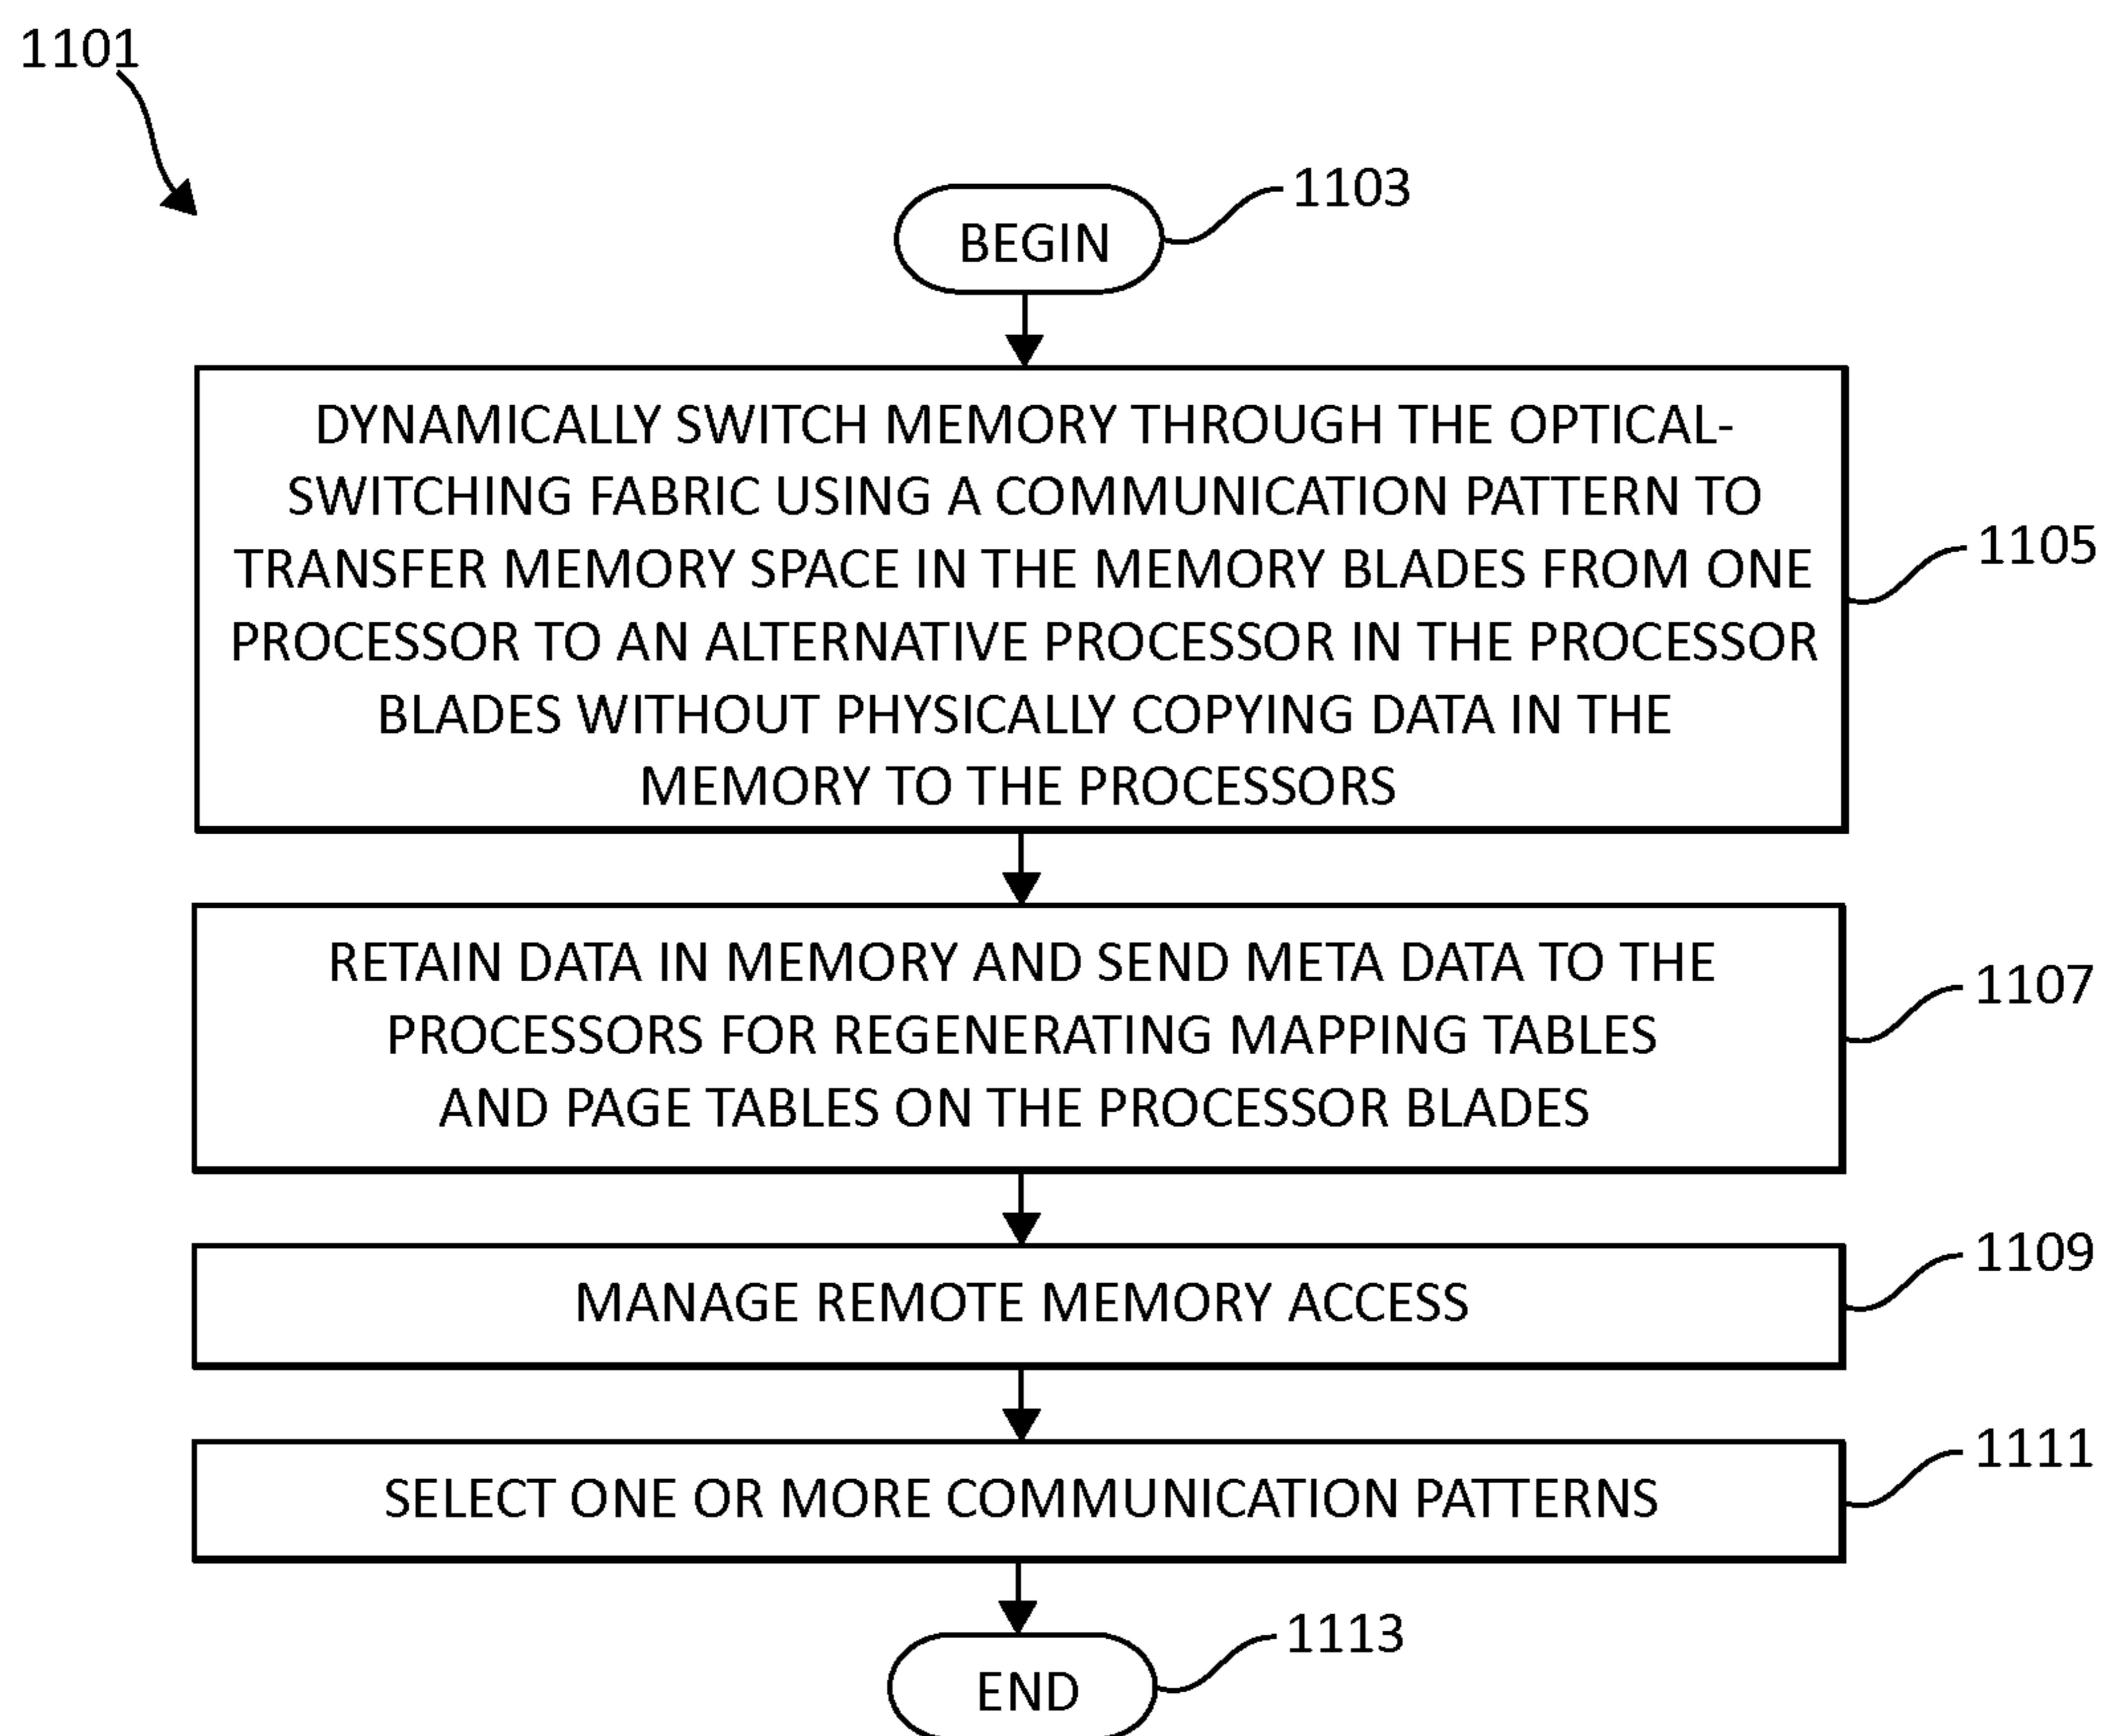 1101
1103
BEGIN
DYNAMICALLY SWITCH MEMORY THROUGH THE OPTICAL-
SWITCHING FABRIC USING A COMMUNICATION PATTERN TO
TRANSFER MEMORY SPACE IN THE MEMORY BLADES FROM ONE
PROCESSOR TO AN ALTERNATIVE PROCESSOR IN THE PROCESSOR
BLADES WITHOUT PHYSICALLY COPYING DATA IN THE
MEMORY TO THE PROCESSORS
1105
RETAIN DATA IN MEMORY AND SEND META DATA TO THE
PROCESSORS FOR REGENERATING MAPPING TABLES
AND PAGE TABLES ON THE PROCESSOR BLADES
1107
MANAGE REMOTE MEMORY ACCESS
1109
SELECT ONE OR MORE COMMUNICATION PATTERNS
1111
1113
END